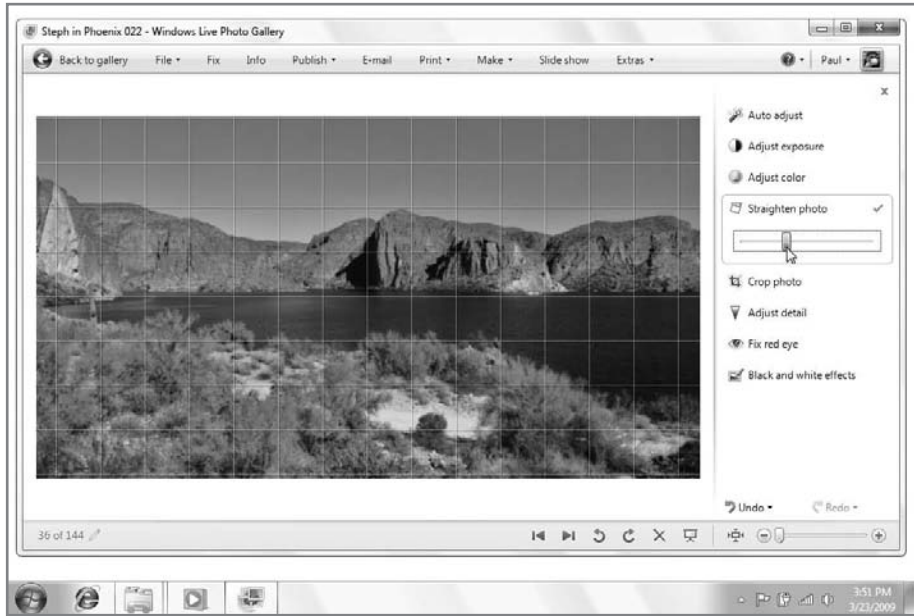 Steph in Phoenix 022 - Windows Live Photo Gallery
Back to gallery File Fix Info Publish E-mail Print Make Slide show Extras Paul
Auto adjust
Adjust exposure
Adjust color
Straighten photo
Crop photo
Adjust detail
Fix red eye
Black and white effects
Undo Redo
36 of 144
3:51 PM
3/23/2009